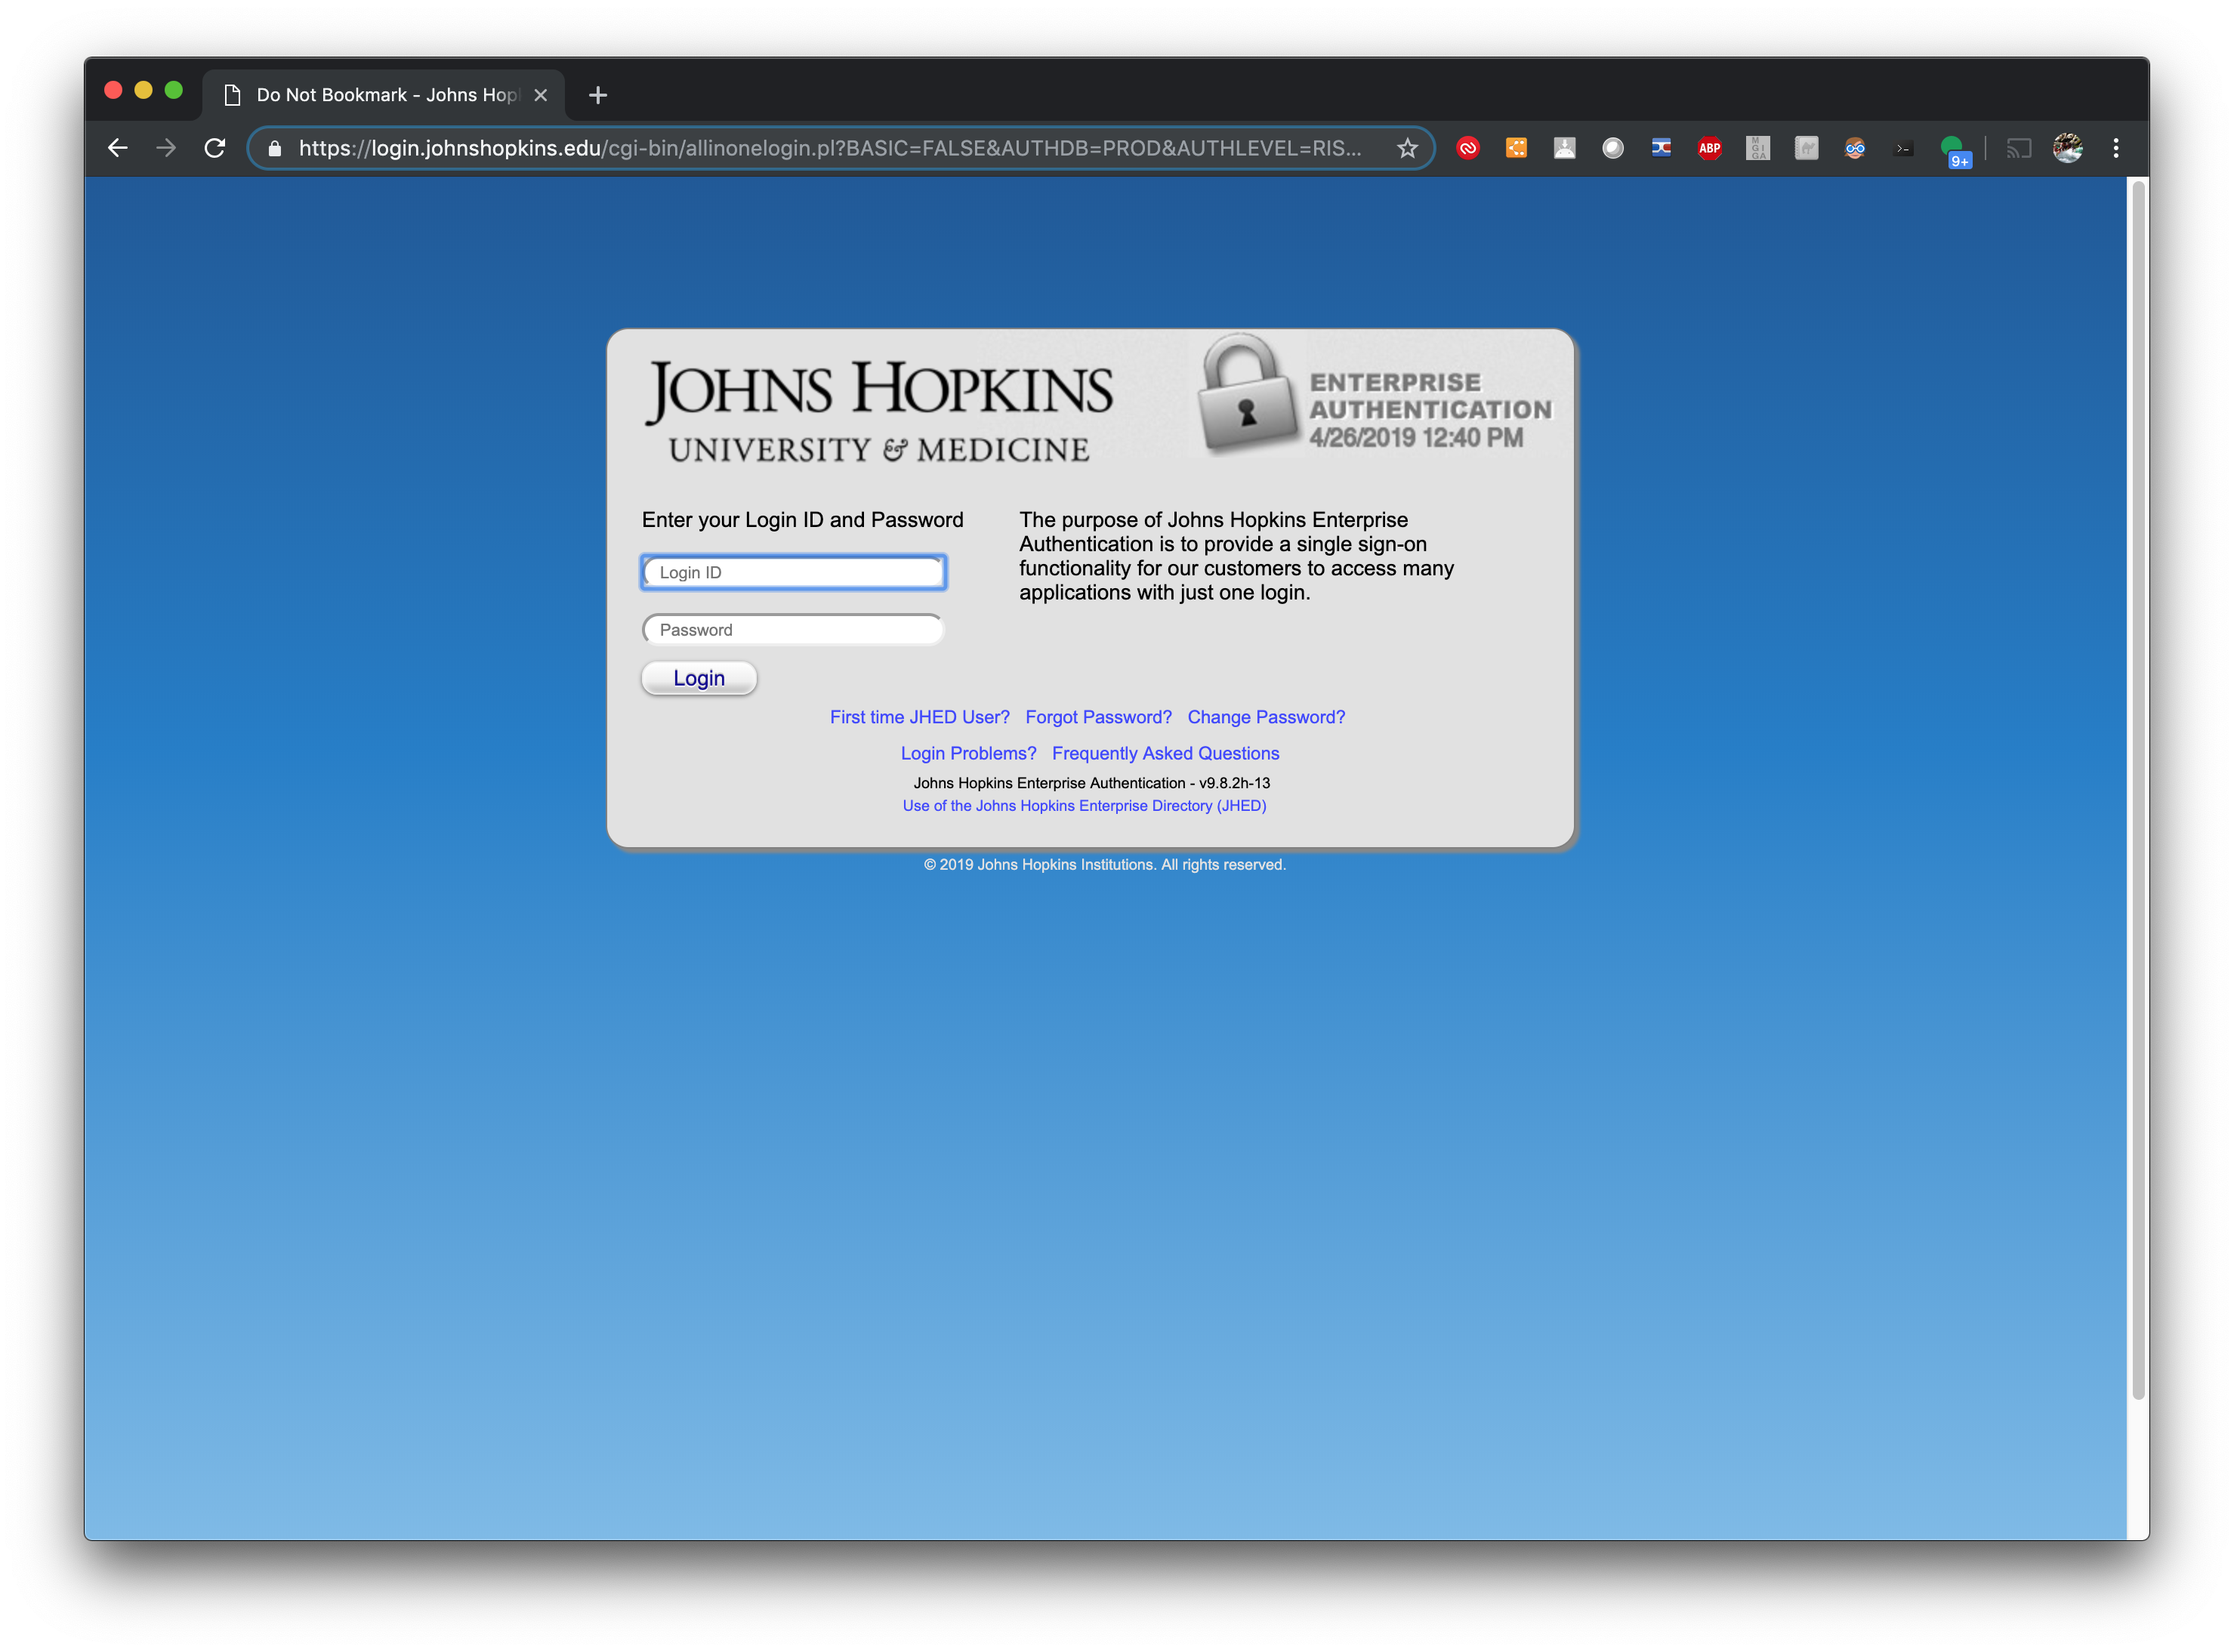 Do Not Bookmark - Johns Hop
https://login.johnshopkins.edu/cgi-bin/allinonelogin.pl?BASIC=FALSE&AUTHDB=PROD&AUTHLEVEL=RIS...
ABP
M
G I
GA
>-
9+
JOHNS HOPKINS
UNIVERSITY & MEDICINE
ENTERPRISE
AUTHENTICATION
4/26/2019 12:40 PM
Enter your Login ID and Password
Login ID
Password
Login
The purpose of Johns Hopkins Enterprise
Authentication is to provide a single sign-on
functionality for our customers to access many
applications with just one login.
First time JHED User? Forgot Password? Change Password?
Login Problems? Frequently Asked Questions
Johns Hopkins Enterprise Authentication - v9.8.2h-13
Use of the Johns Hopkins Enterprise Directory (JHED)
© 2019 Johns Hopkins Institutions. All rights reserved.